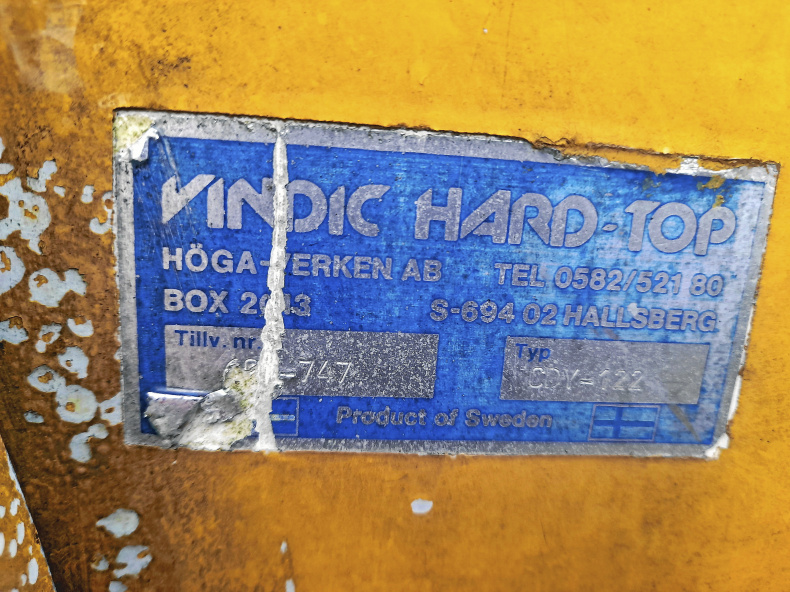 VINDIC HARD-TOP
HÖGA-VERKEN AB TEL 0582/521 80
S-694 02 HALLSBERG
BOX
Tillv. nr. Typ
Product of Sweden